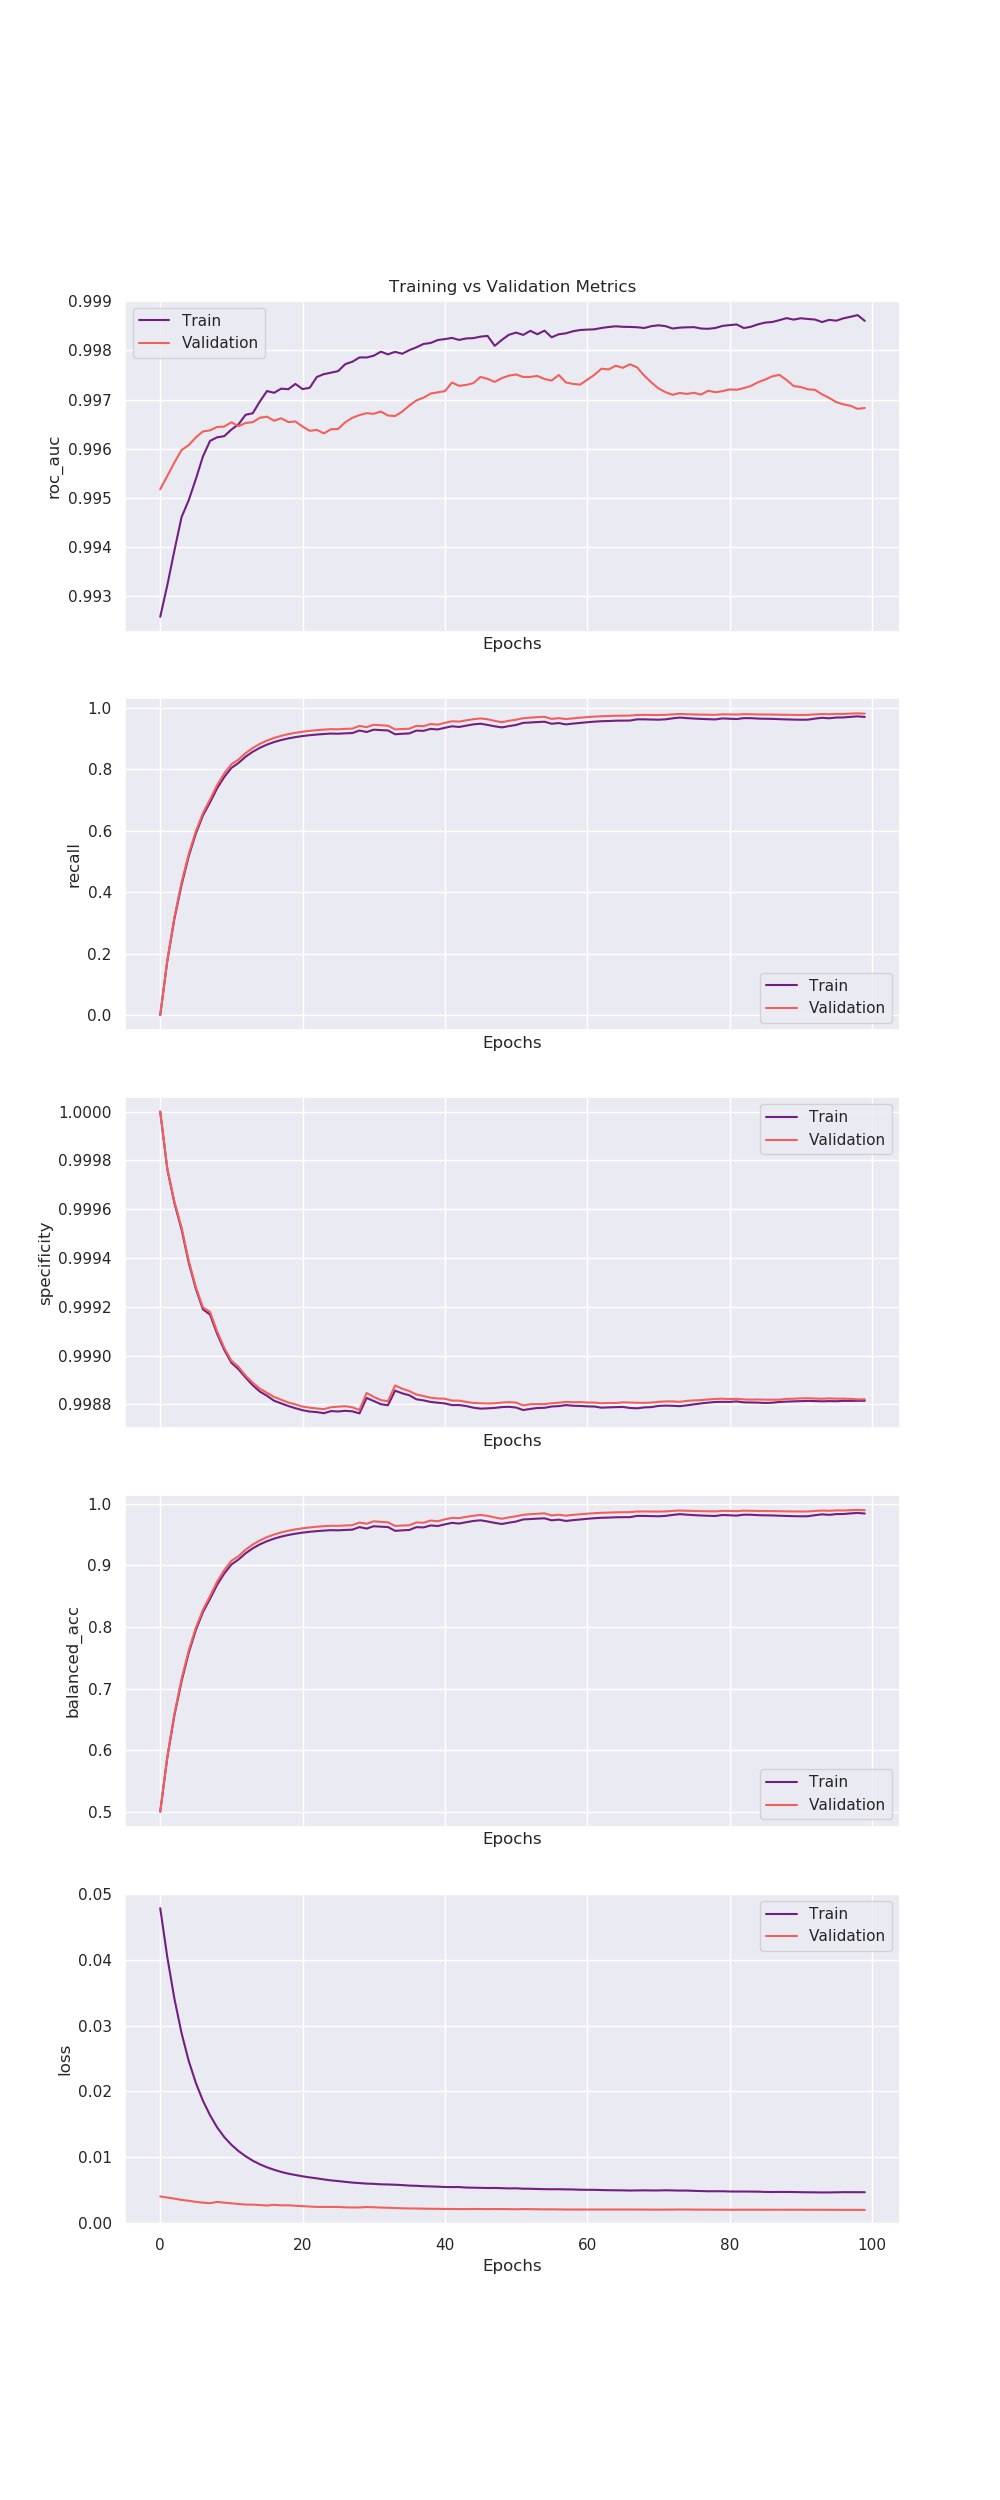 Training vs Validation Metrics
0.999
0.998
0.997
0.996
0.995
0.994
0.993
roc_auc
Train
Validation
Epochs
1.0
0.8
0.6
0.4
0.2
0.0
recall
Train
Validation
Epochs
1.0000
0.9998
0.9996
0.9994
0.9992
0.9990
0.9988
specificity
Train
Validation
Epochs
1.0
0.9
0.8
0.7
0.6
0.5
balanced_acc
Train
Validation
Epochs
0.05
0.04
0.03
0.02
0.01
0.00
loss
Train
Validation
0 20 40 60 80 100
Epochs